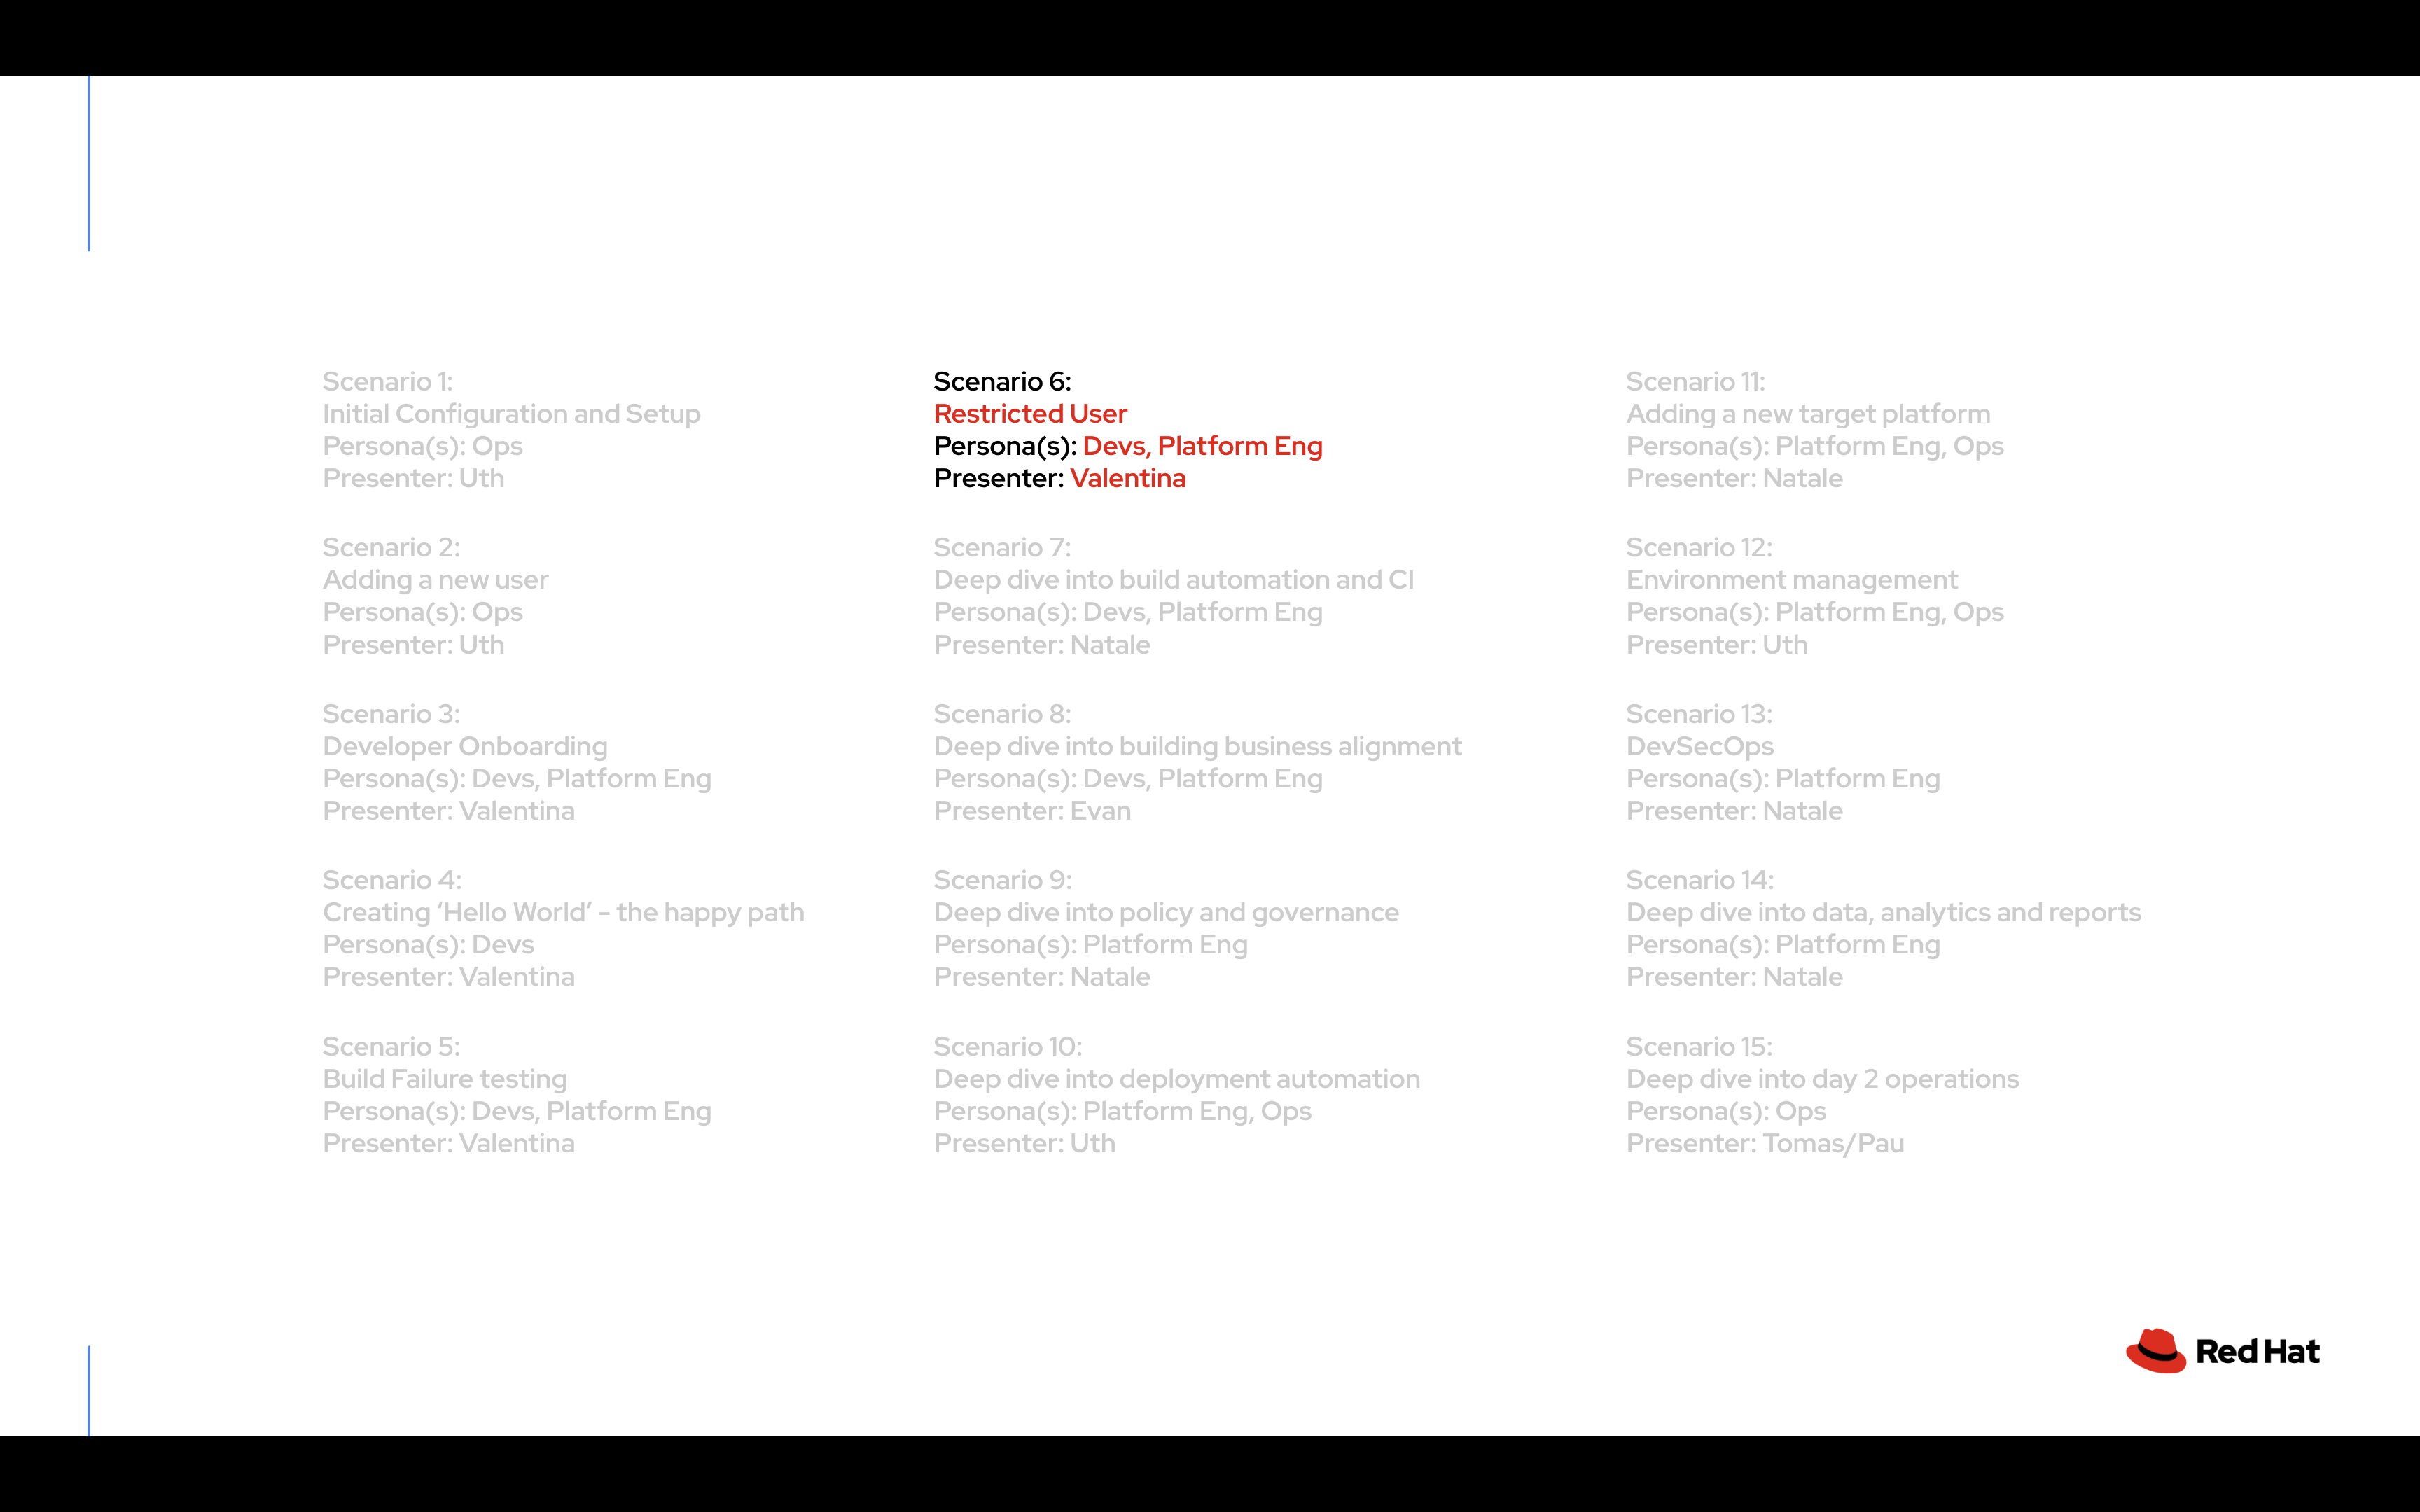 Scenario 1:
Initial Configuration and Setup
Persona(s): Ops
Presenter: Uth
Scenario 2:
Adding a new user
Persona(s): Ops
Presenter: Uth
Scenario 3:
Developer Onboarding
Persona(s): Devs, Platform Eng
Presenter: Valentina
Scenario 4:
Creating ‘Hello World’ - the happy path
Persona(s): Devs
Presenter: Valentina
Scenario 5:
Build Failure testing
Persona(s): Devs, Platform Eng
Presenter: Valentina
Scenario 6:
Restricted User
Persona(s): Devs, Platform Eng
Presenter: Valentina
Scenario 7:
Deep dive into build automation and CI
Persona(s): Devs, Platform Eng
Presenter: Natale
Scenario 8:
Deep dive into building business alignment
Persona(s): Devs, Platform Eng
Presenter: Evan
Scenario 9:
Deep dive into policy and governance
Persona(s): Platform Eng
Presenter: Natale
Scenario 10:
Deep dive into deployment automation
Persona(s): Platform Eng, Ops
Presenter: Uth
Scenario 11:
Adding a new target platform
Persona(s): Platform Eng, Ops
Presenter: Natale
Scenario 12:
Environment management
Persona(s): Platform Eng, Ops
Presenter: Uth
Scenario 13:
DevSecOps
Persona(s): Platform Eng
Presenter: Natale
Scenario 14:
Deep dive into data, analytics and reports
Persona(s): Platform Eng
Presenter: Natale
Scenario 15:
Deep dive into day 2 operations
Persona(s): Ops
Presenter: Tomas/Pau
Red Hat